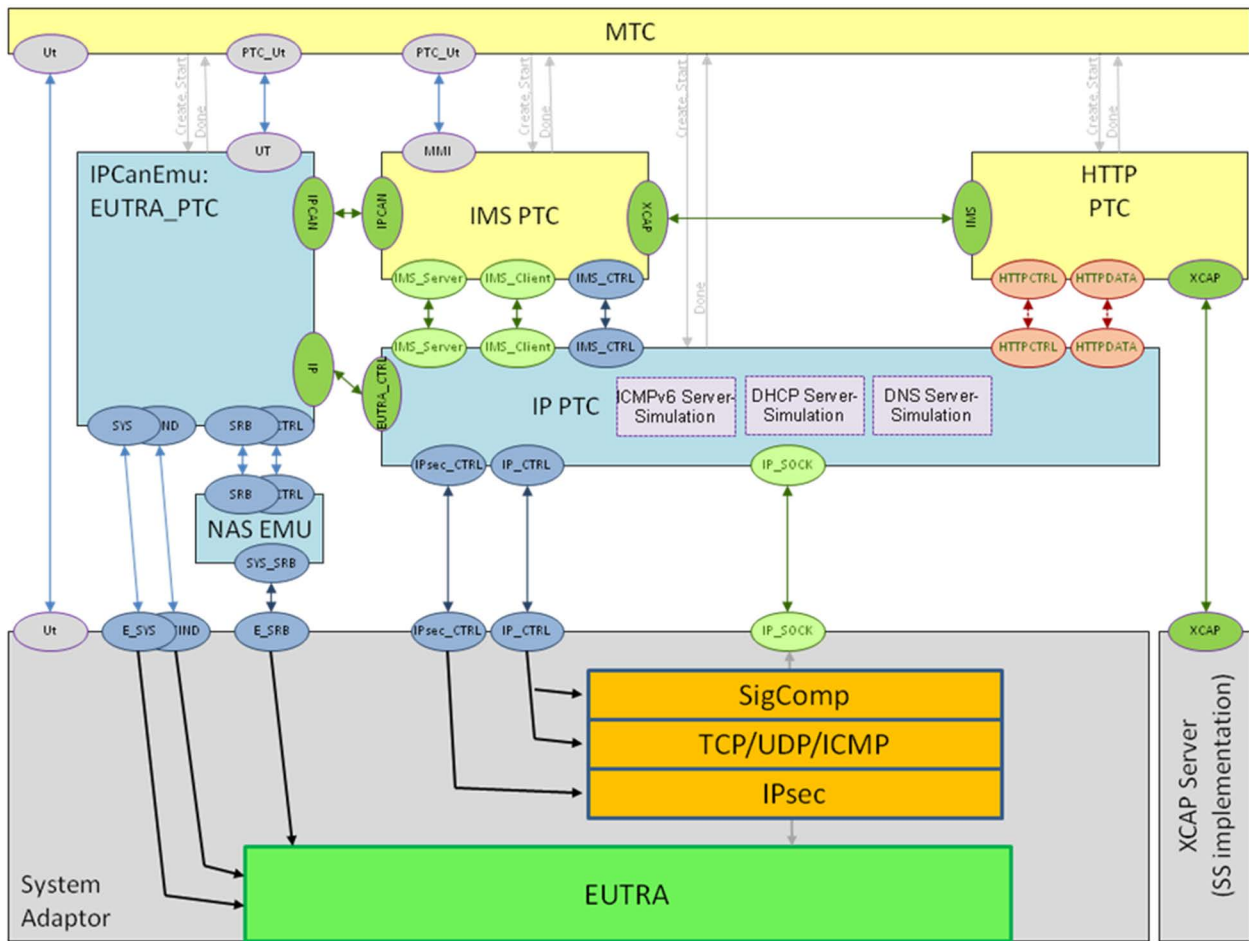 MTC
Ut
PTC_Ut
PTC_Ut
Create, Start
Done
Create, Start
Done
Create, Start
Done
Create, Start
Done
UT
MMI
IPCanEmu:
EUTRA_PTC
IPCAN
IPCAN
IMS PTC
XCAP
IMS
HTTP
PTC
IMS_Server
IMS_Client
IMS_CTRL
HTTPCTRL
HTTPDATA
XCAP
IMS_Server
IMS_Client
IMS_CTRL
HTTPCTRL
HTTPDATA
IP
EUTRA_CTRL
IP PTC
ICMPv6 Server-
Simulation
DHCP Server-
Simulation
DNS Server-
Simulation
SYS
IND
SRB
CTRL
IPsec_CTRL
IP_CTRL
IP_SOCK
SRB
CTRL
NAS EMU
SYS_SRB
Ut
E_SYS
IND
E_SRB
IPsec_CTRL
IP_CTRL
IP_SOCK
XCAP
SigComp
TCP/UDP/ICMP
IPsec
EUTRA
System
Adaptor
XCAP Server
(SS implementation)